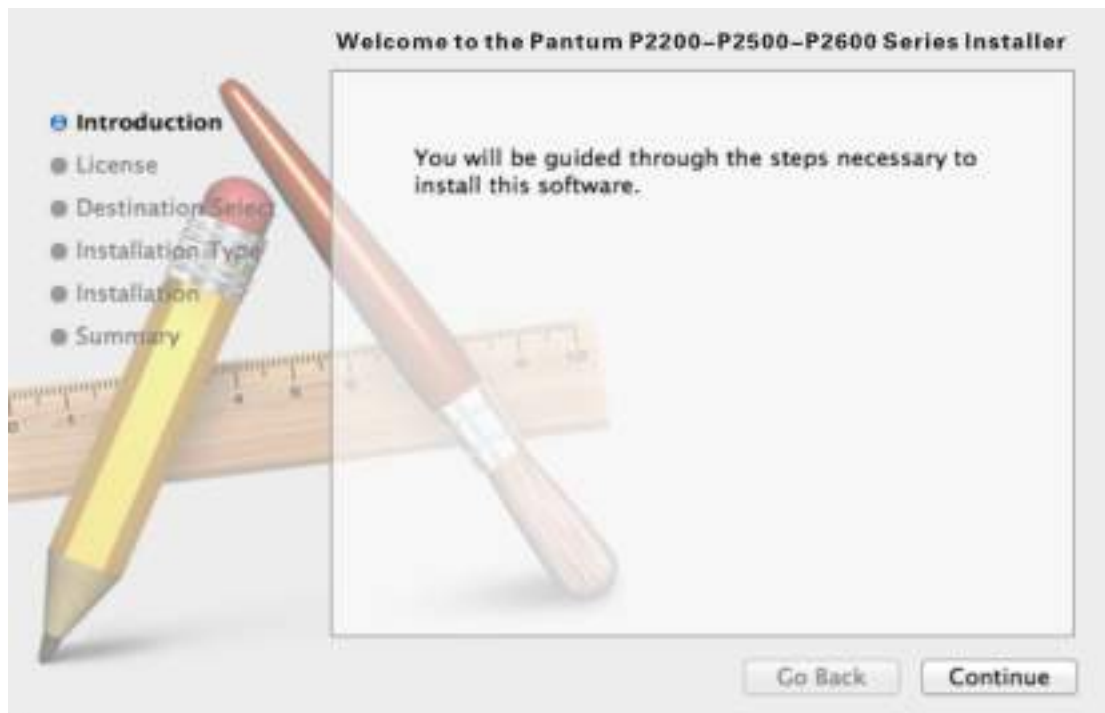 Welcome to the Pantum P2200–P2500–P2600 Series Installer
Introduction
License
Destination Select
Installation Type
Installation
Summary
You will be guided through the steps necessary to
install this software.
Go Back
Continue